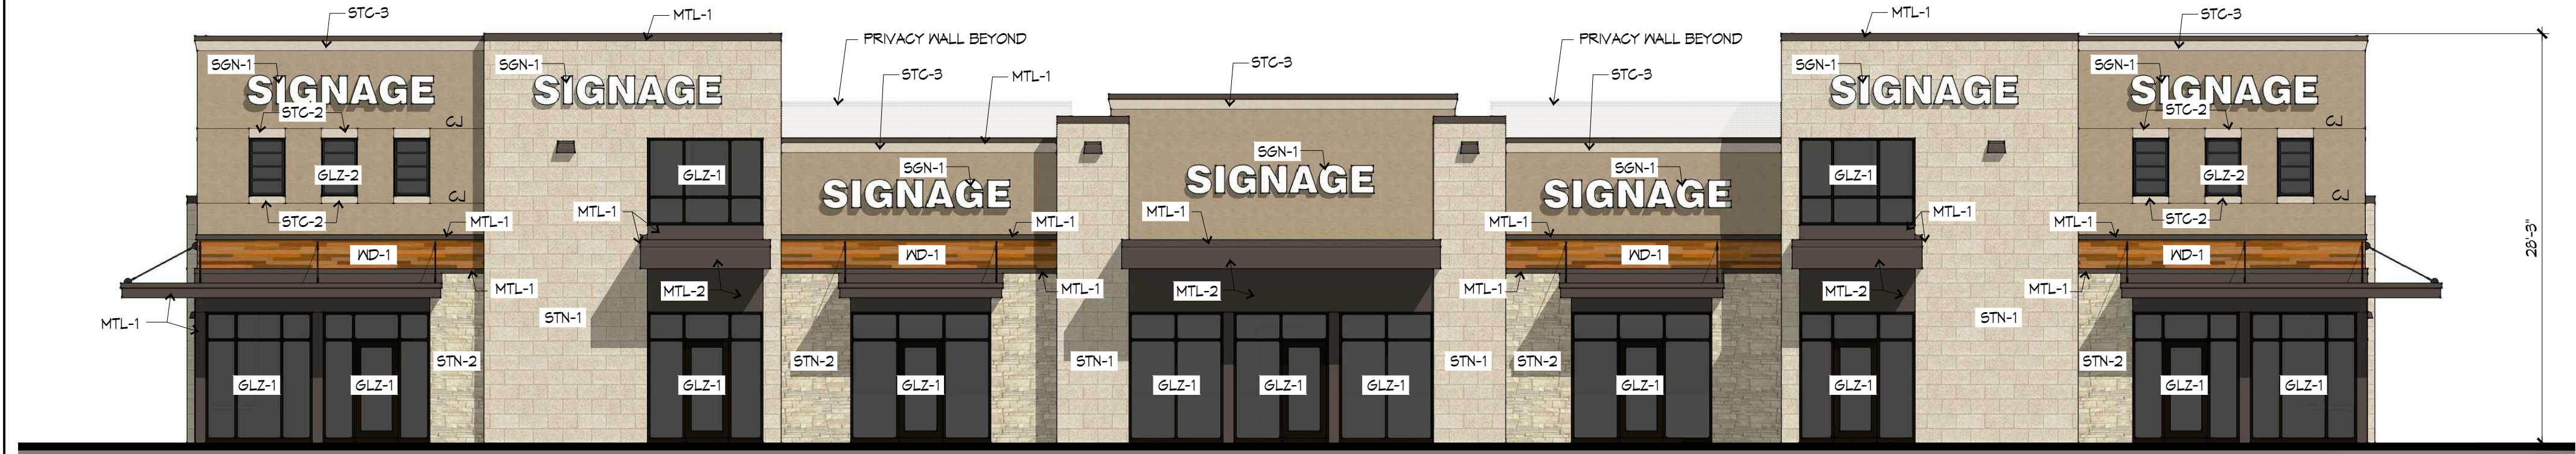 STC-3
MTL-1
PRIVACY WALL BEYOND
STC-3
MTL-1
STC-3
PRIVACY WALL BEYOND
STC-3
MTL-1
STC-3
SGN-1
SIGNAGE
SGN-1
SIGNAGE
SGN-1
SIGNAGE
SGN-1
SIGNAGE
SGN-1
SIGNAGE
SGN-1
SIGNAGE
SGN-1
SIGNAGE
STC-2
CJ
GLZ-2
CJ
STC-2
MTL-1
GLZ-1
MTL-1
MTL-1
MTL-1
MTL-1
GLZ-1
MTL-1
STC-2
CJ
GLZ-2
CJ
STC-2
MTL-1
28'-3"
WD-1
WD-1
WD-1
WD-1
MTL-1
MTL-1
STN-1
MTL-2
MTL-1
MTL-2
MTL-1
MTL-2
STN-1
MTL-1
STN-2
STN-2
STN-1
STN-1
STN-2
STN-2
GLZ-1
GLZ-1
GLZ-1
GLZ-1
GLZ-1
GLZ-1
GLZ-1
GLZ-1
GLZ-1
GLZ-1
GLZ-1